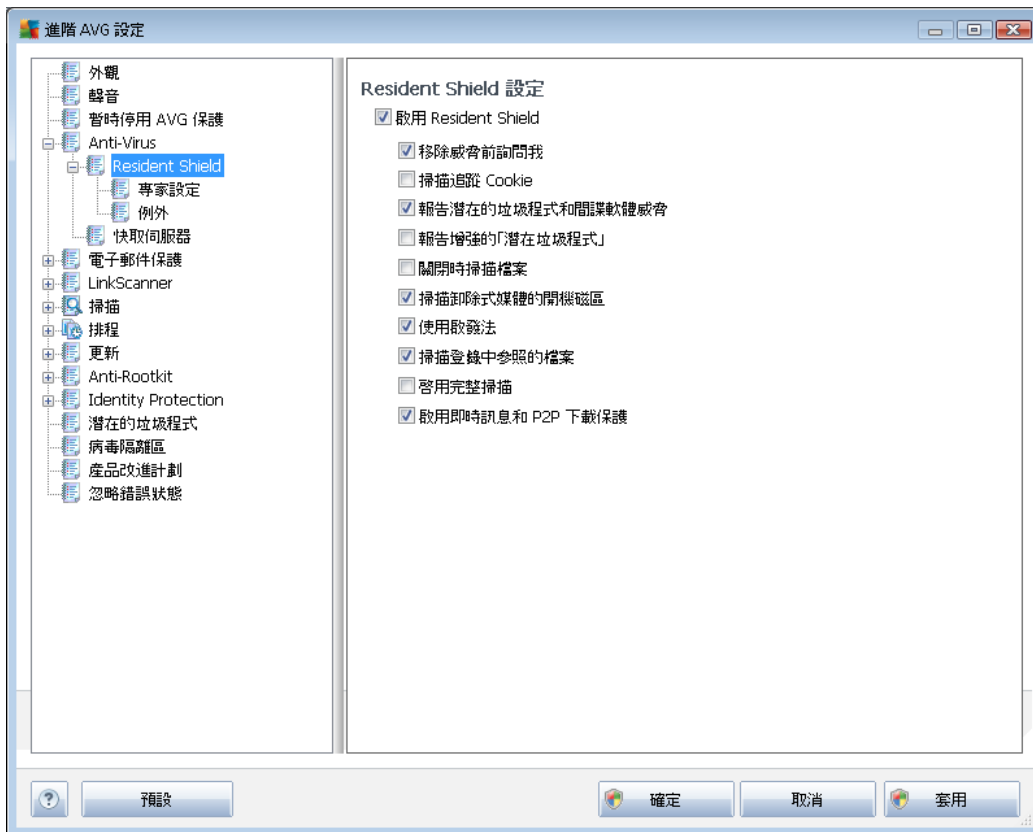 進階 AVG 設定
外觀
聲音
暫時停用 AVG 保護
Anti-Virus
Resident Shield
專家設定
例外
快取伺服器
電子郵件保護
LinkScanner
掃描
排程
更新
Anti-Rootkit
Identity Protection
潛在的垃圾程式
病毒隔離區
產品改進計劃
忽略錯誤狀態
Resident Shield 設定
啟用 Resident Shield
移除威脅前詢問我
掃描追蹤 Cookie
報告潛在的垃圾程式和間諜軟體威脅
報告增強的「潛在垃圾程式」
關閉時掃描檔案
掃描卸除式媒體的開機磁區
使用啟發法
掃描登錄中參照的檔案
啓用完整掃描
啟用即時訊息和 P2P 下載保護
?
預設
確定
取消
套用